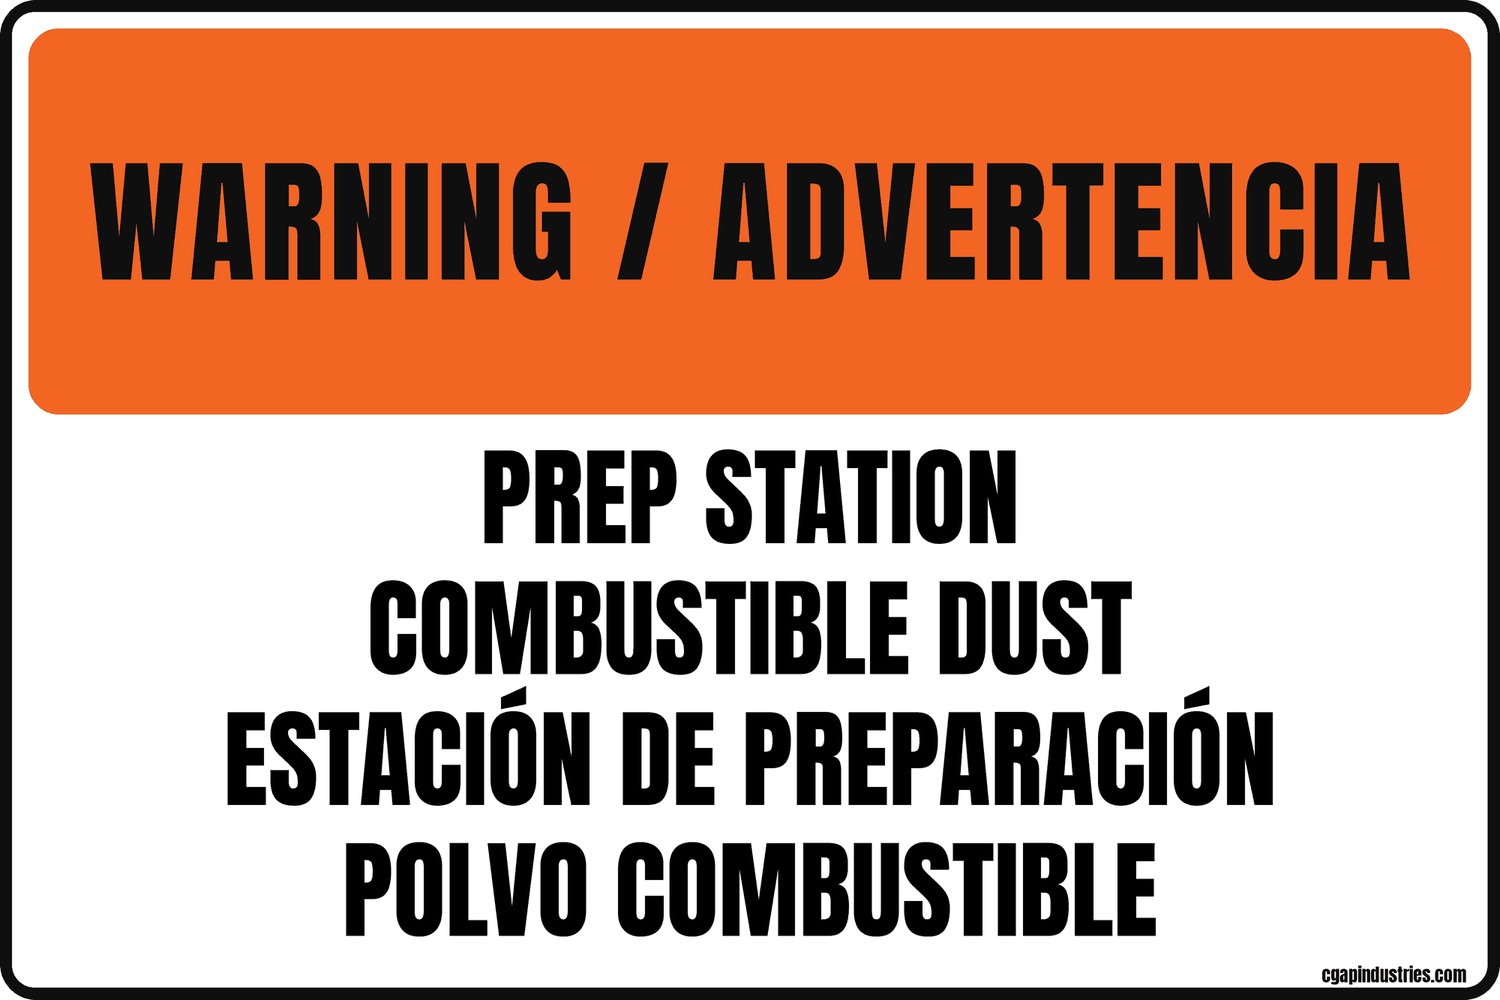 WARNING / ADVERTENCIA
PREP STATION
COMBUSTIBLE DUST
ESTACIÓN DE PREPARACIÓN
POLVO COMBUSTIBLE
cgapindustries.com